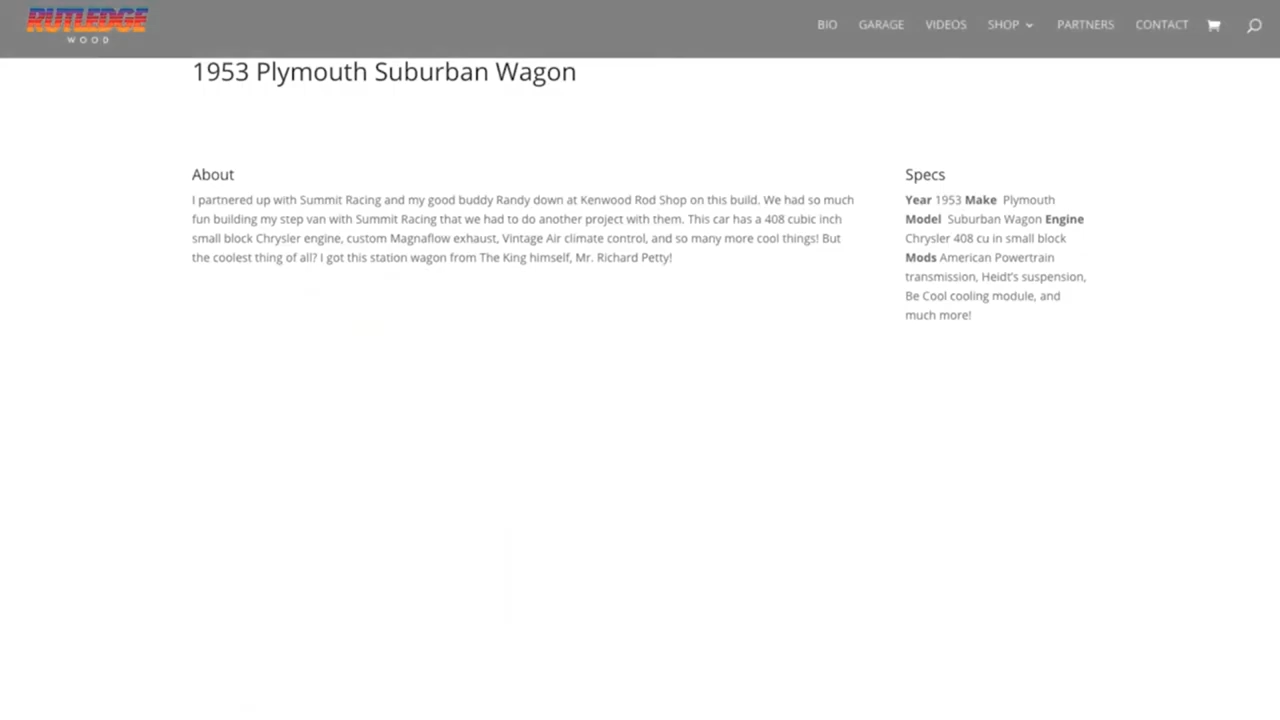 RUTLEDGE
WOOD
BIO GARAGE VIDEOS SHOP PARTNERS CONTACT
1953 Plymouth Suburban Wagon
About
I partnered up with Summit Racing and my good buddy Randy down at Kenwood Rod Shop on this build. We had so much
fun building my step van with Summit Racing that we had to do another project with them. This car has a 408 cubic inch
small block Chrysler engine, custom Magnaflow exhaust, Vintage Air climate control, and so many more cool things! But
the coolest thing of all? I got this station wagon from The King himself, Mr. Richard Petty!
Specs
Year 1953 Make Plymouth
Model Suburban Wagon Engine
Chrysler 408 cu in small block
Mods American Powertrain
transmission, Heidt's suspension,
Be Cool cooling module, and
much more!